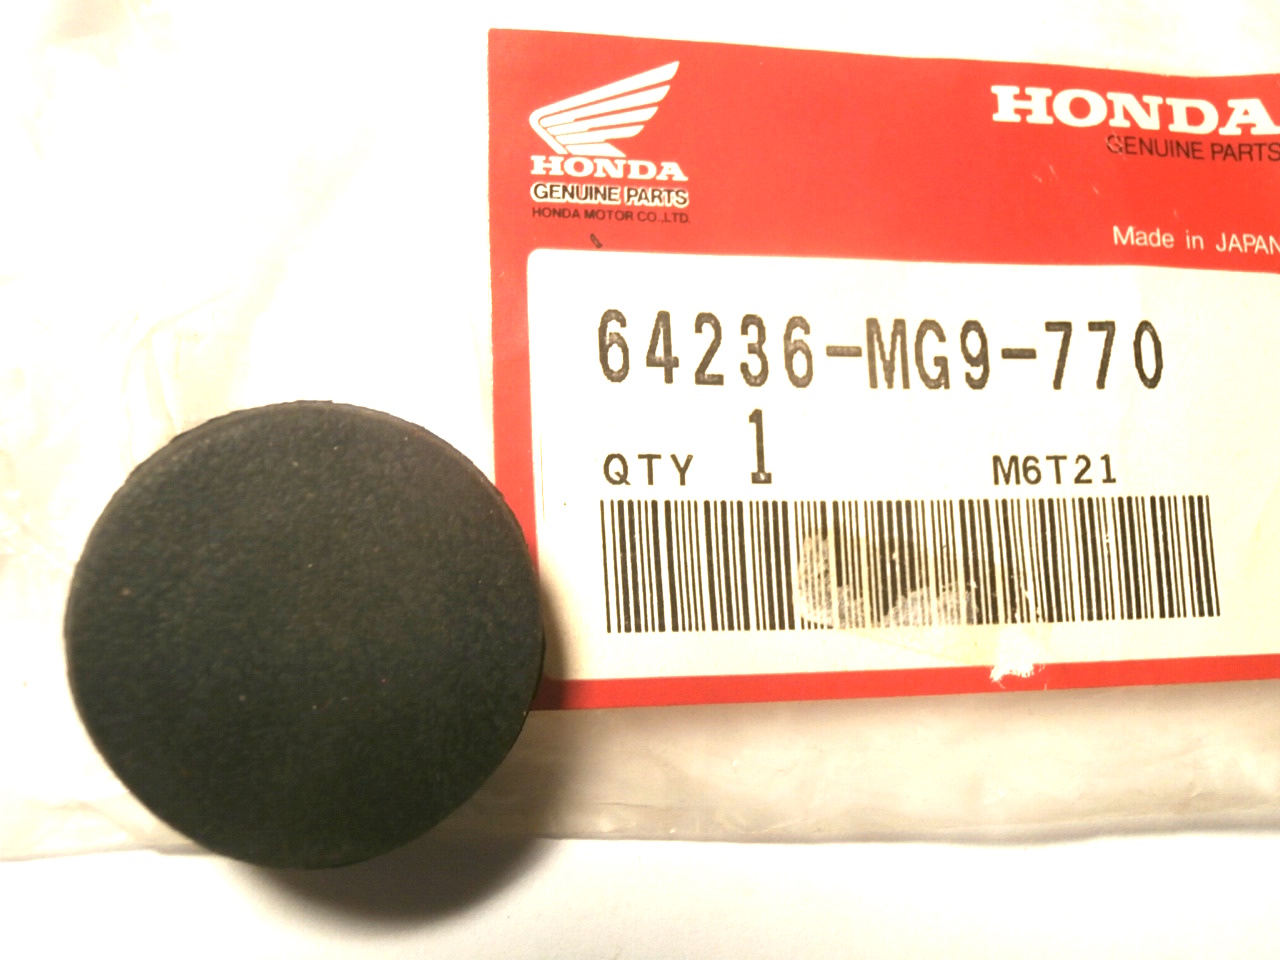 HONDA
GENUINE PARTS
HONDA MOTOR CO.,LTD.
HONDA
GENUINE PARTS
Made in JAPAN
64236-MG9-770
QTY 1 M6T21